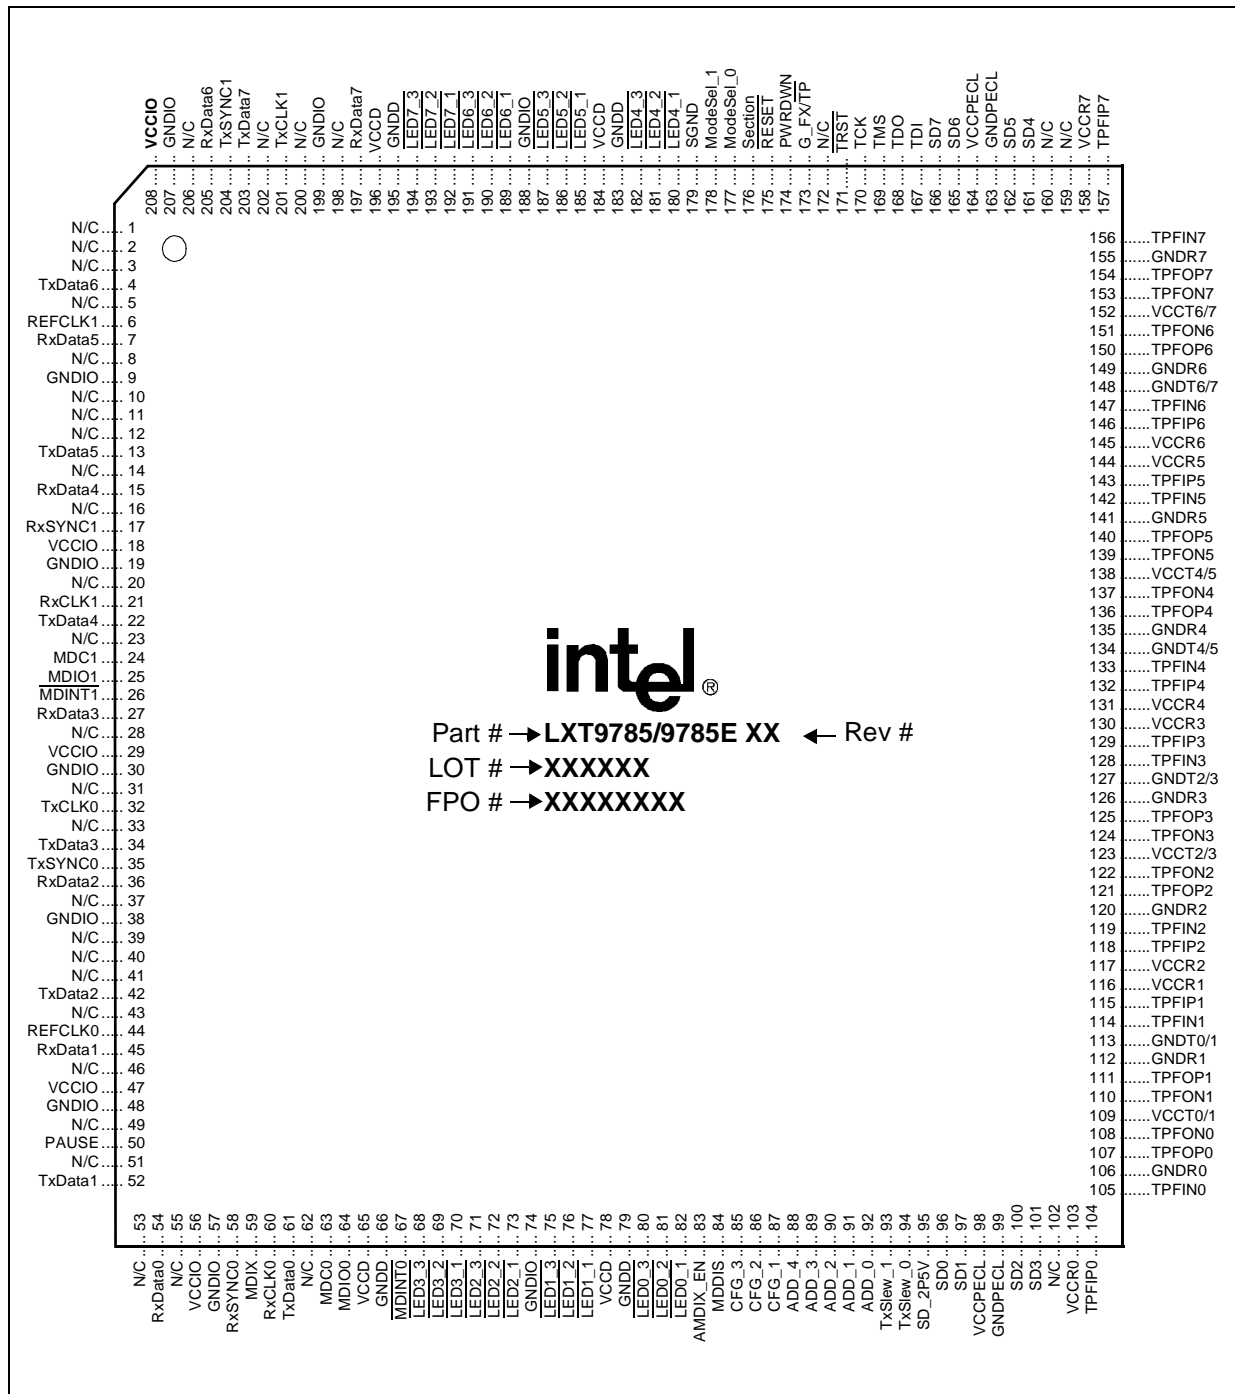 VCCIO ..... 208
GNDIO .... 207
N/C .... 206
RxData6 .... 205
TxSYNC1 .... 204
TxData7 .... 203
N/C .... 202
TxCLK1 .... 201
N/C .... 200
GNDIO .... 199
N/C .... 198
RxData7 .... 197
VCCD .... 196
GNDD .... 195
LED7_3 .... 194
LED7_2 .... 193
LED7_1 .... 192
LED6_3 .... 191
LED6_2 .... 190
LED6_1 .... 189
GNDIO .... 188
LED5_3 .... 187
LED5_2 .... 186
LED5_1 .... 185
VCCD .... 184
GNDD .... 183
LED4_3 .... 182
LED4_2 .... 181
LED4_1 .... 180
SGND .... 179
ModeSel_1 .... 178
ModeSel_0 .... 177
Section .... 176
RESET .... 175
PWRDWN .... 174
G_FX/TP .... 173
N/C .... 172
TRST ..... 171
TCK .... 170
TMS .... 169
TDO .... 168
TDI .... 167
SD7 .... 166
SD6 .... 165
VCCPECL .... 164
GNDPECL .... 163
SD5 .... 162
SD4 .... 161
N/C .... 160
N/C .... 159
VCCR7 .... 158
TPFIP7 .... 157
N/C ..... 1
N/C ..... 2
N/C ..... 3
TxData6 ..... 4
N/C ..... 5
REFCLK1 ..... 6
RxData5 ..... 7
N/C ..... 8
GNDIO ..... 9
N/C ..... 10
N/C ..... 11
N/C ..... 12
TxData5 ..... 13
N/C ..... 14
RxData4 ..... 15
N/C ..... 16
RxSYNC1 ..... 17
VCCIO ..... 18
GNDIO ..... 19
N/C ..... 20
RxCLK1 ..... 21
TxData4 ..... 22
N/C ..... 23
MDC1 ..... 24
MDIO1 ..... 25
MDINT1 ..... 26
RxData3 ..... 27
N/C ..... 28
VCCIO ..... 29
GNDIO ..... 30
N/C ..... 31
TxCLK0 ..... 32
N/C ..... 33
TxData3 ..... 34
TxSYNC0 ..... 35
RxData2 ..... 36
N/C ..... 37
GNDIO ..... 38
N/C ..... 39
N/C ..... 40
N/C ..... 41
TxData2 ..... 42
N/C ..... 43
REFCLK0 ..... 44
RxData1 ..... 45
N/C ..... 46
VCCIO ..... 47
GNDIO ..... 48
N/C ..... 49
PAUSE ..... 50
N/C ..... 51
TxData1 ..... 52
intel®
Part # → LXT9785/9785E XX ← Rev #
LOT # → XXXXXX
FPO # → XXXXXXXX
156 ...... TPFIN7
155 ...... GNDR7
154 ...... TPFOP7
153 ...... TPFON7
152 ...... VCCT6/7
151 ...... TPFON6
150 ...... TPFOP6
149 ...... GNDR6
148 ...... GNDT6/7
147 ...... TPFIN6
146 ...... TPFIP6
145 ...... VCCR6
144 ...... VCCR5
143 ...... TPFIP5
142 ...... TPFIN5
141 ...... GNDR5
140 ...... TPFOP5
139 ...... TPFON5
138 ...... VCCT4/5
137 ...... TPFON4
136 ...... TPFOP4
135 ...... GNDR4
134 ...... GNDT4/5
133 ...... TPFIN4
132 ...... TPFIP4
131 ...... VCCR4
130 ...... VCCR3
129 ...... TPFIP3
128 ...... TPFIN3
127 ...... GNDT2/3
126 ...... GNDR3
125 ...... TPFOP3
124 ...... TPFON3
123 ...... VCCT2/3
122 ...... TPFON2
121 ...... TPFOP2
120 ...... GNDR2
119 ...... TPFIN2
118 ...... TPFIP2
117 ...... VCCR2
116 ...... VCCR1
115 ...... TPFIP1
114 ...... TPFIN1
113 ...... GNDT0/1
112 ...... GNDR1
111 ...... TPFOP1
110 ...... TPFON1
109 ...... VCCT0/1
108 ...... TPFON0
107 ...... TPFOP0
106 ...... GNDR0
105 ...... TPFIN0
N/C .... 53
RxData0 .... 54
N/C .... 55
VCCIO .... 56
GNDIO .... 57
RxSYNC0 .... 58
MDIX .... 59
RxCLK0 .... 60
TxData0 .... 61
N/C .... 62
MDC0 .... 63
MDIO0 .... 64
VCCD .... 65
GNDD .... 66
MDINT0 .... 67
LED3_3 .... 68
LED3_2 .... 69
LED3_1 .... 70
LED2_3 .... 71
LED2_2 .... 72
LED2_1 .... 73
GNDIO .... 74
LED1_3 .... 75
LED1_2 .... 76
LED1_1 .... 77
VCCD .... 78
GNDD .... 79
LED0_3 .... 80
LED0_2 .... 81
LED0_1 .... 82
AMDIX_EN .... 83
MDDIS .... 84
CFG_3 .... 85
CFG_2 .... 86
CFG_1 .... 87
ADD_4 .... 88
ADD_3 .... 89
ADD_2 .... 90
ADD_1 .... 91
ADD_0 .... 92
TxSlew_1 .... 93
TxSlew_0 .... 94
SD_2P5V .... 95
SD0 .... 96
SD1 .... 97
VCCPECL .... 98
GNDPECL .... 99
SD2 .... 100
SD3 .... 101
N/C .... 102
VCCR0 .... 103
TPFIP0 .... 104